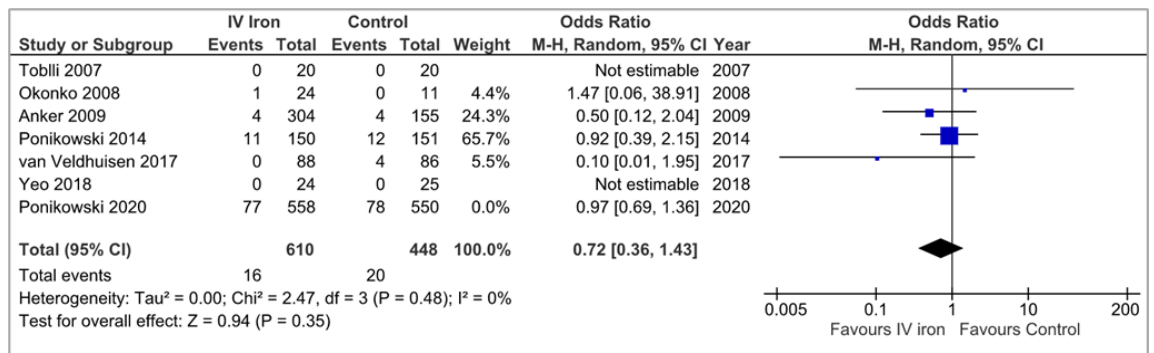 IV Iron Control Odds Ratio Odds Ratio
Study or Subgroup Events Total Events Total Weight M-H, Random, 95% CI Year M-H, Random, 95% CI
Toblli 2007 0 20 0 20 Not estimable 2007
Okonko 2008 1 24 0 11 4.4% 1.47 [0.06, 38.91] 2008
Anker 2009 4 304 4 155 24.3% 0.50 [0.12, 2.04] 2009
Ponikowski 2014 11 150 12 151 65.7% 0.92 [0.39, 2.15] 2014
van Veldhuisen 2017 0 88 4 86 5.5% 0.10 [0.01, 1.95] 2017
Yeo 2018 0 24 0 25 Not estimable 2018
Ponikowski 2020 77 558 78 550 0.0% 0.97 [0.69, 1.36] 2020
Total (95% CI) 610 448 100.0% 0.72 [0.36, 1.43]
Total events 16 20
Heterogeneity: Tau² = 0.00; Chi² = 2.47, df = 3 (P = 0.48); I² = 0%
Test for overall effect: Z = 0.94 (P = 0.35)
0.005 0.1 1 10 200
Favours IV iron Favours Control